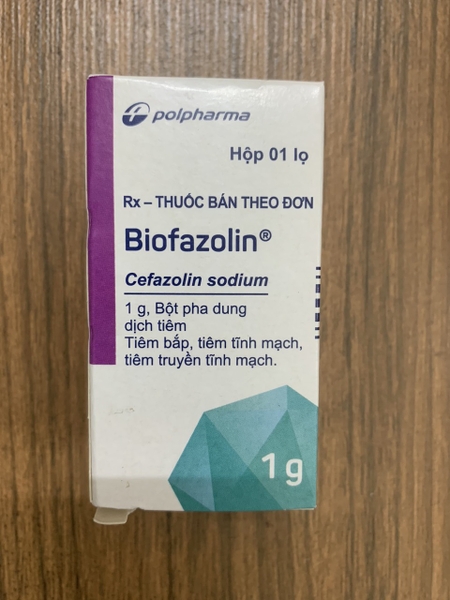 polpharma
Hộp 01 lọ
Rx – THUỐC BÁN THEO ĐƠN
Biofazolin®
Cefazolin sodium
1 g, Bột pha dung
dịch tiêm
Tiêm bắp, tiêm tĩnh mạch,
tiêm truyền tĩnh mạch.
1 g